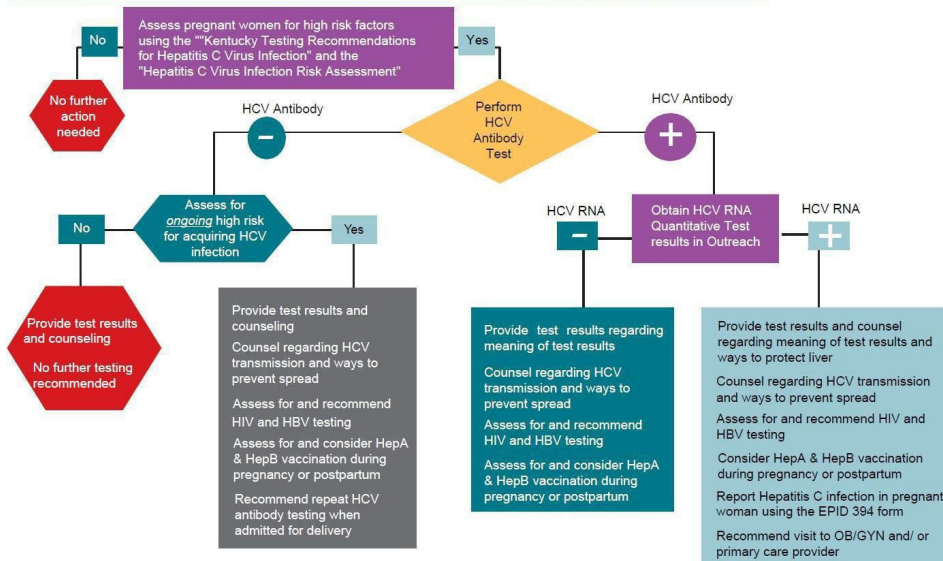 Assess pregnant women for high risk factors
using the ""Kentucky Testing Recommendations
for Hepatitis C Virus Infection" and the
"Hepatitis C Virus Infection Risk Assessment"
No
Yes
No further
action
needed
HCV Antibody
−
Perform
HCV
Antibody
Test
HCV Antibody
+
Assess for
ongoing high risk
for acquiring HCV
infection
No
Yes
Obtain HCV RNA
Quantitative Test
results in Outreach
HCV RNA
−
HCV RNA
+
Provide test results
and counseling
No further testing
recommended
Provide test results and
counseling
Counsel regarding HCV
transmission and ways to
prevent spread
Assess for and recommend
HIV and HBV testing
Assess for and consider HepA
& HepB vaccination during
pregnancy or postpartum
Recommend repeat HCV
antibody testing when
admitted for delivery
Provide test results regarding
meaning of test results
Counsel regarding HCV
transmission and ways to
prevent spread
Assess for and recommend
HIV and HBV testing
Assess for and consider HepA
& HepB vaccination during
pregnancy or postpartum
Provide test results and counsel
regarding meaning of test results and
ways to protect liver
Counsel regarding HCV transmission
and ways to prevent spread
Assess for and recommend HIV and
HBV testing
Consider HepA & HepB vaccination
during pregnancy or postpartum
Report Hepatitis C infection in pregnant
woman using the EPID 394 form
Recommend visit to OB/GYN and/ or
primary care provider